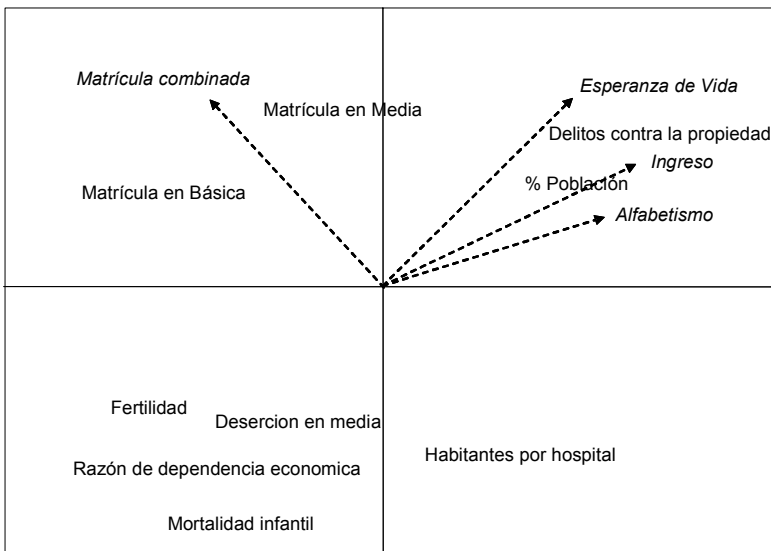 Matrícula combinada
Esperanza de Vida
Matrícula en Media
Delitos contra la propiedad
Ingreso
% Población
Matrícula en Básica
Alfabetismo
Fertilidad
Desercion en media
Habitantes por hospital
Razón de dependencia economica
Mortalidad infantil